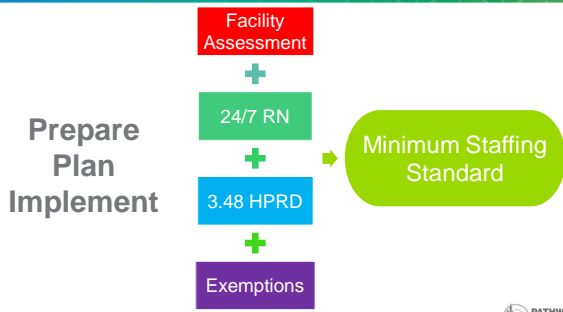 Facility
Assessment
24/7 RN
3.48 HPRD
Exemptions
Prepare
Plan
Implement
Minimum Staffing
Standard